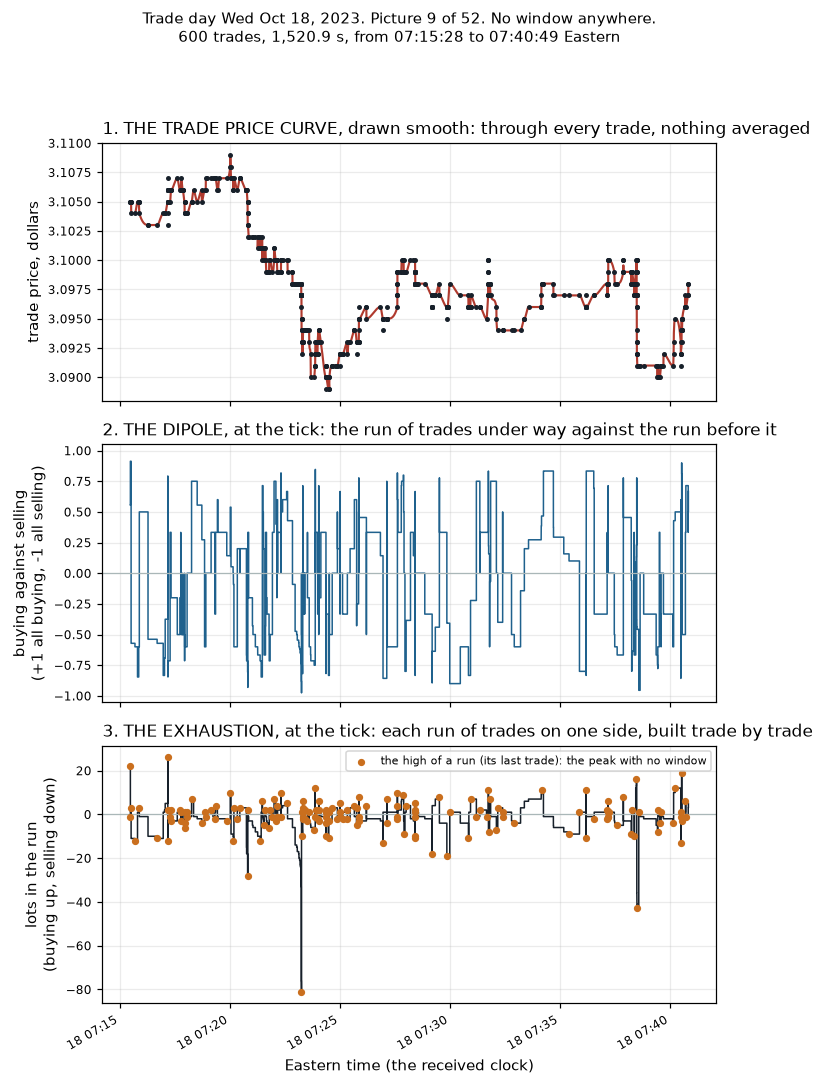 Trade day Wed Oct 18, 2023. Picture 9 of 52. No window anywhere.
600 trades, 1,520.9 s, from 07:15:28 to 07:40:49 Eastern
1. THE TRADE PRICE CURVE, drawn smooth: through every trade, nothing averaged
3.1100
3.1075
3.1050
3.1025
3.1000
3.0975
3.0950
3.0925
3.0900
trade price, dollars
2. THE DIPOLE, at the tick: the run of trades under way against the run before it
1.00
0.75
0.50
0.25
0.00
−0.25
−0.50
−0.75
−1.00
buying against selling
(+1 all buying, -1 all selling)
3. THE EXHAUSTION, at the tick: each run of trades on one side, built trade by trade
the high of a run (its last trade): the peak with no window
20
0
−20
−40
−60
−80
lots in the run
(buying up, selling down)
18 07:15
18 07:20
18 07:25
18 07:30
18 07:35
18 07:40
Eastern time (the received clock)